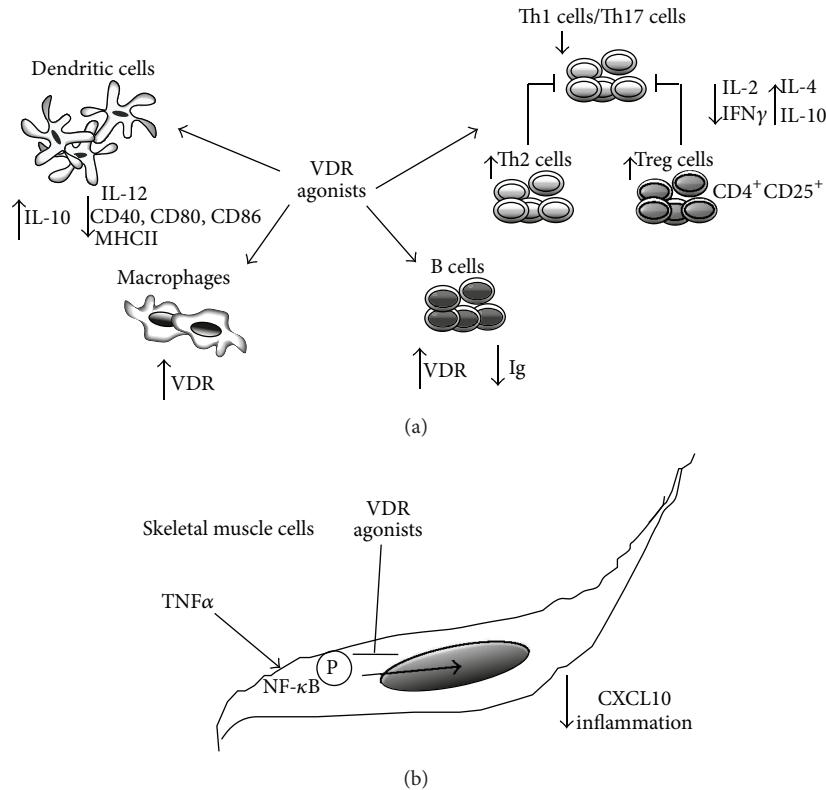 Th1 cells/Th17 cells
Dendritic cells
IL-2 IL-4
IFNγ IL-10
VDR
agonists
Th2 cells
Treg cells
CD4⁺CD25⁺
IL-10
IL-12
CD40, CD80, CD86
MHCII
Macrophages
B cells
VDR
VDR
Ig
(a)
VDR
agonists
Skeletal muscle cells
TNFα
P
NF-κB
CXCL10
inflammation
(b)